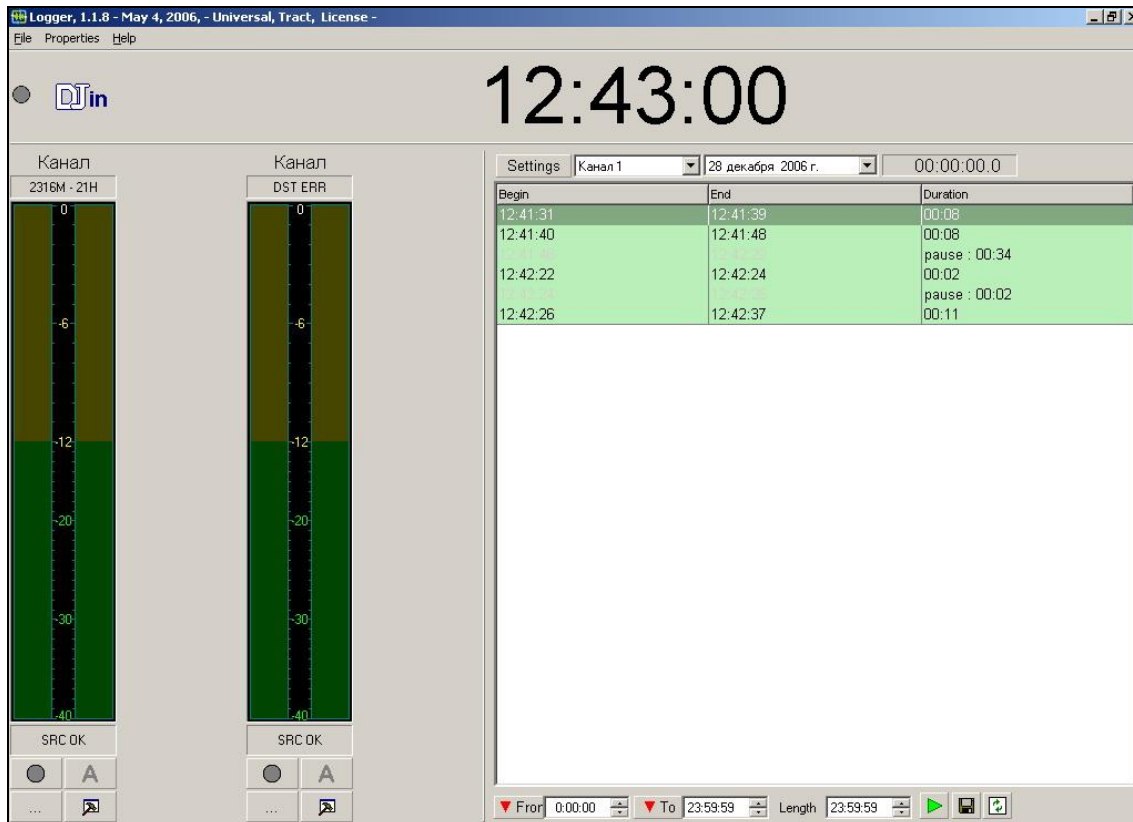 Logger, 1.1.8 - May 4, 2006, - Universal, Tract, License -
File Properties Help
DJin
12:43:00
Канал
2316M - 21H
0
-6
-12
-20
-30
-40
SRC OK
A
...
Канал
DST ERR
0
-6
-12
-20
-30
-40
SRC OK
A
...
Settings Канал 1 28 декабря 2006 г. 00:00:00.0
Begin End Duration
12:41:31 12:41:39 00:08
12:41:40 12:41:48 00:08
pause : 00:34
12:42:22 12:42:24 00:02
pause : 00:02
12:42:26 12:42:37 00:11
Fror 0:00:00 To 23:59:59 Length 23:59:59